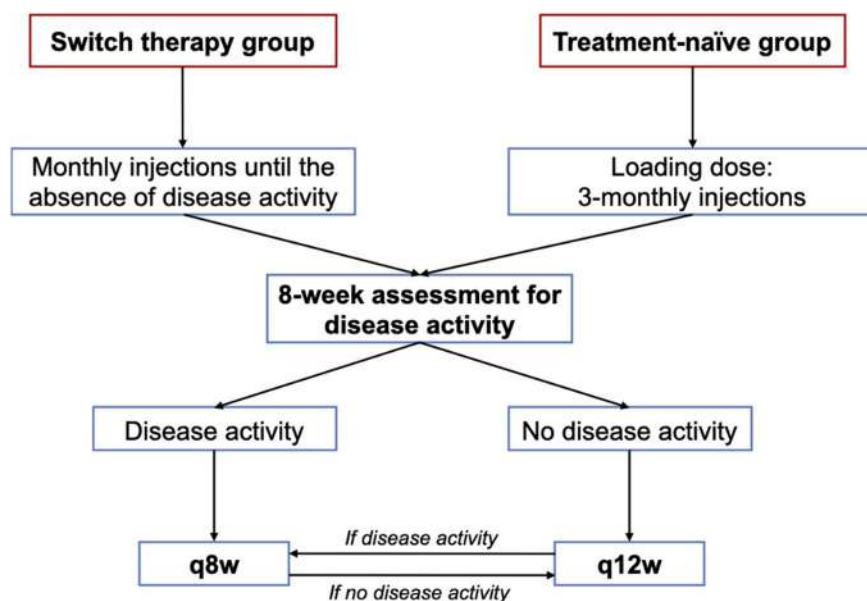 Switch therapy group
Treatment-naïve group
Monthly injections until the
absence of disease activity
Loading dose:
3-monthly injections
8-week assessment for
disease activity
Disease activity
No disease activity
If disease activity
q8w
q12w
If no disease activity